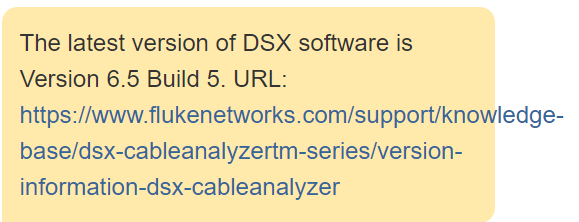 The latest version of DSX software is
Version 6.5 Build 5. URL:
https://www.flukenetworks.com/support/knowledge-
base/dsx-cableanalyzertm-series/version-
information-dsx-cableanalyzer